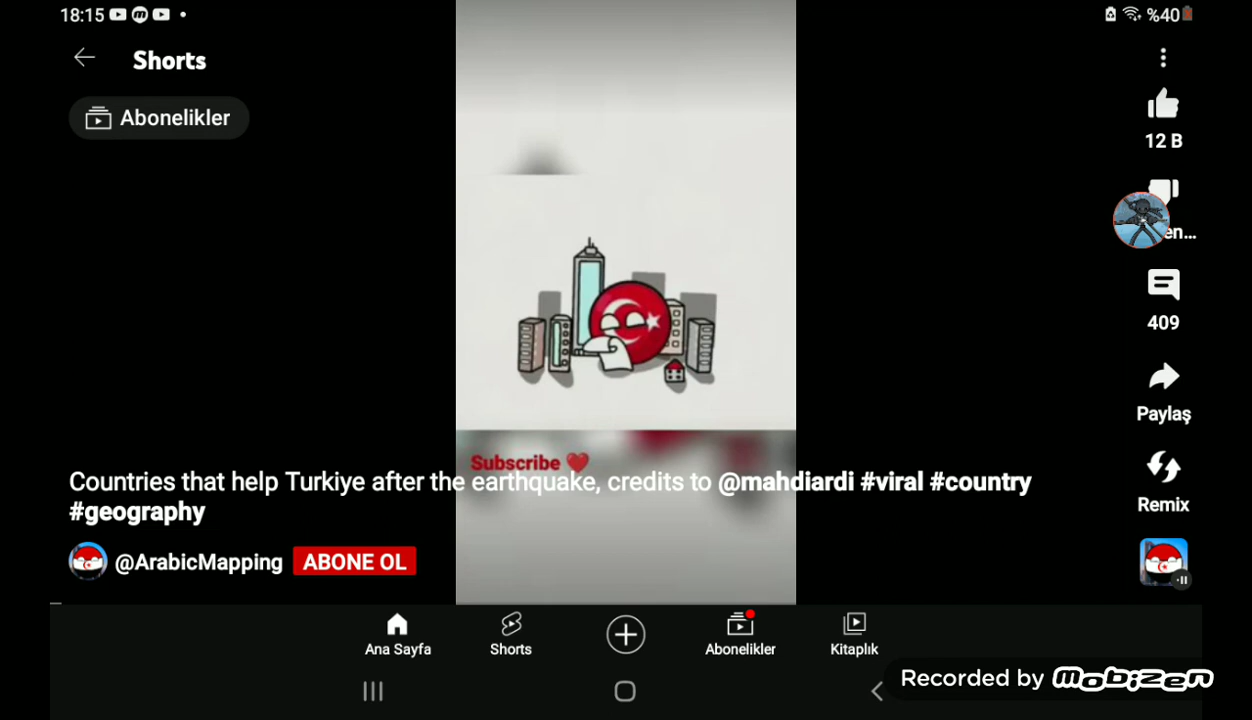 18:15
%40
Shorts
Abonelikler
12 B
en...
409
Paylaş
Remix
Subscribe ❤️
Countries that help Turkiye after the earthquake, credits to @mahdiardi #viral #country
#geography
@ArabicMapping ABONE OL
Ana Sayfa Shorts Abonelikler Kitaplık
Recorded by mobizen